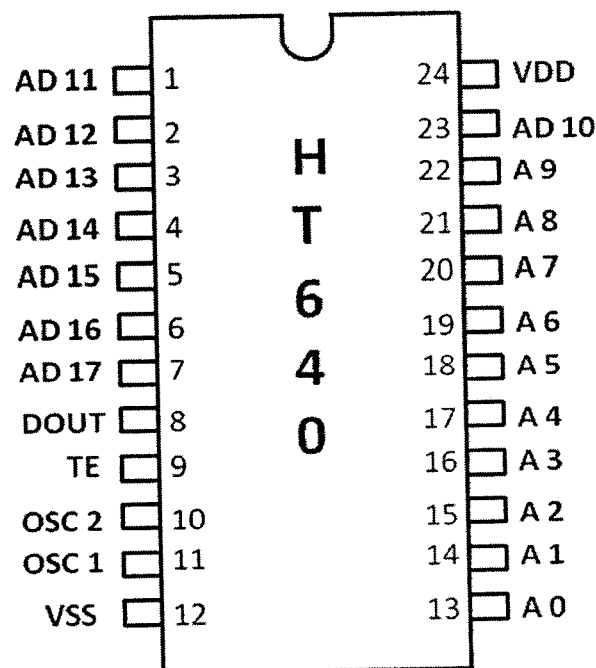 AD 11 1 24 VDD
AD 12 2 23 AD 10
AD 13 3 22 A 9
AD 14 4 21 A 8
AD 15 5 20 A 7
AD 16 6 19 A 6
AD 17 7 18 A 5
DOUT 8 17 A 4
TE 9 16 A 3
OSC 2 10 15 A 2
OSC 1 11 14 A 1
VSS 12 13 A 0
H
T
6
4
0